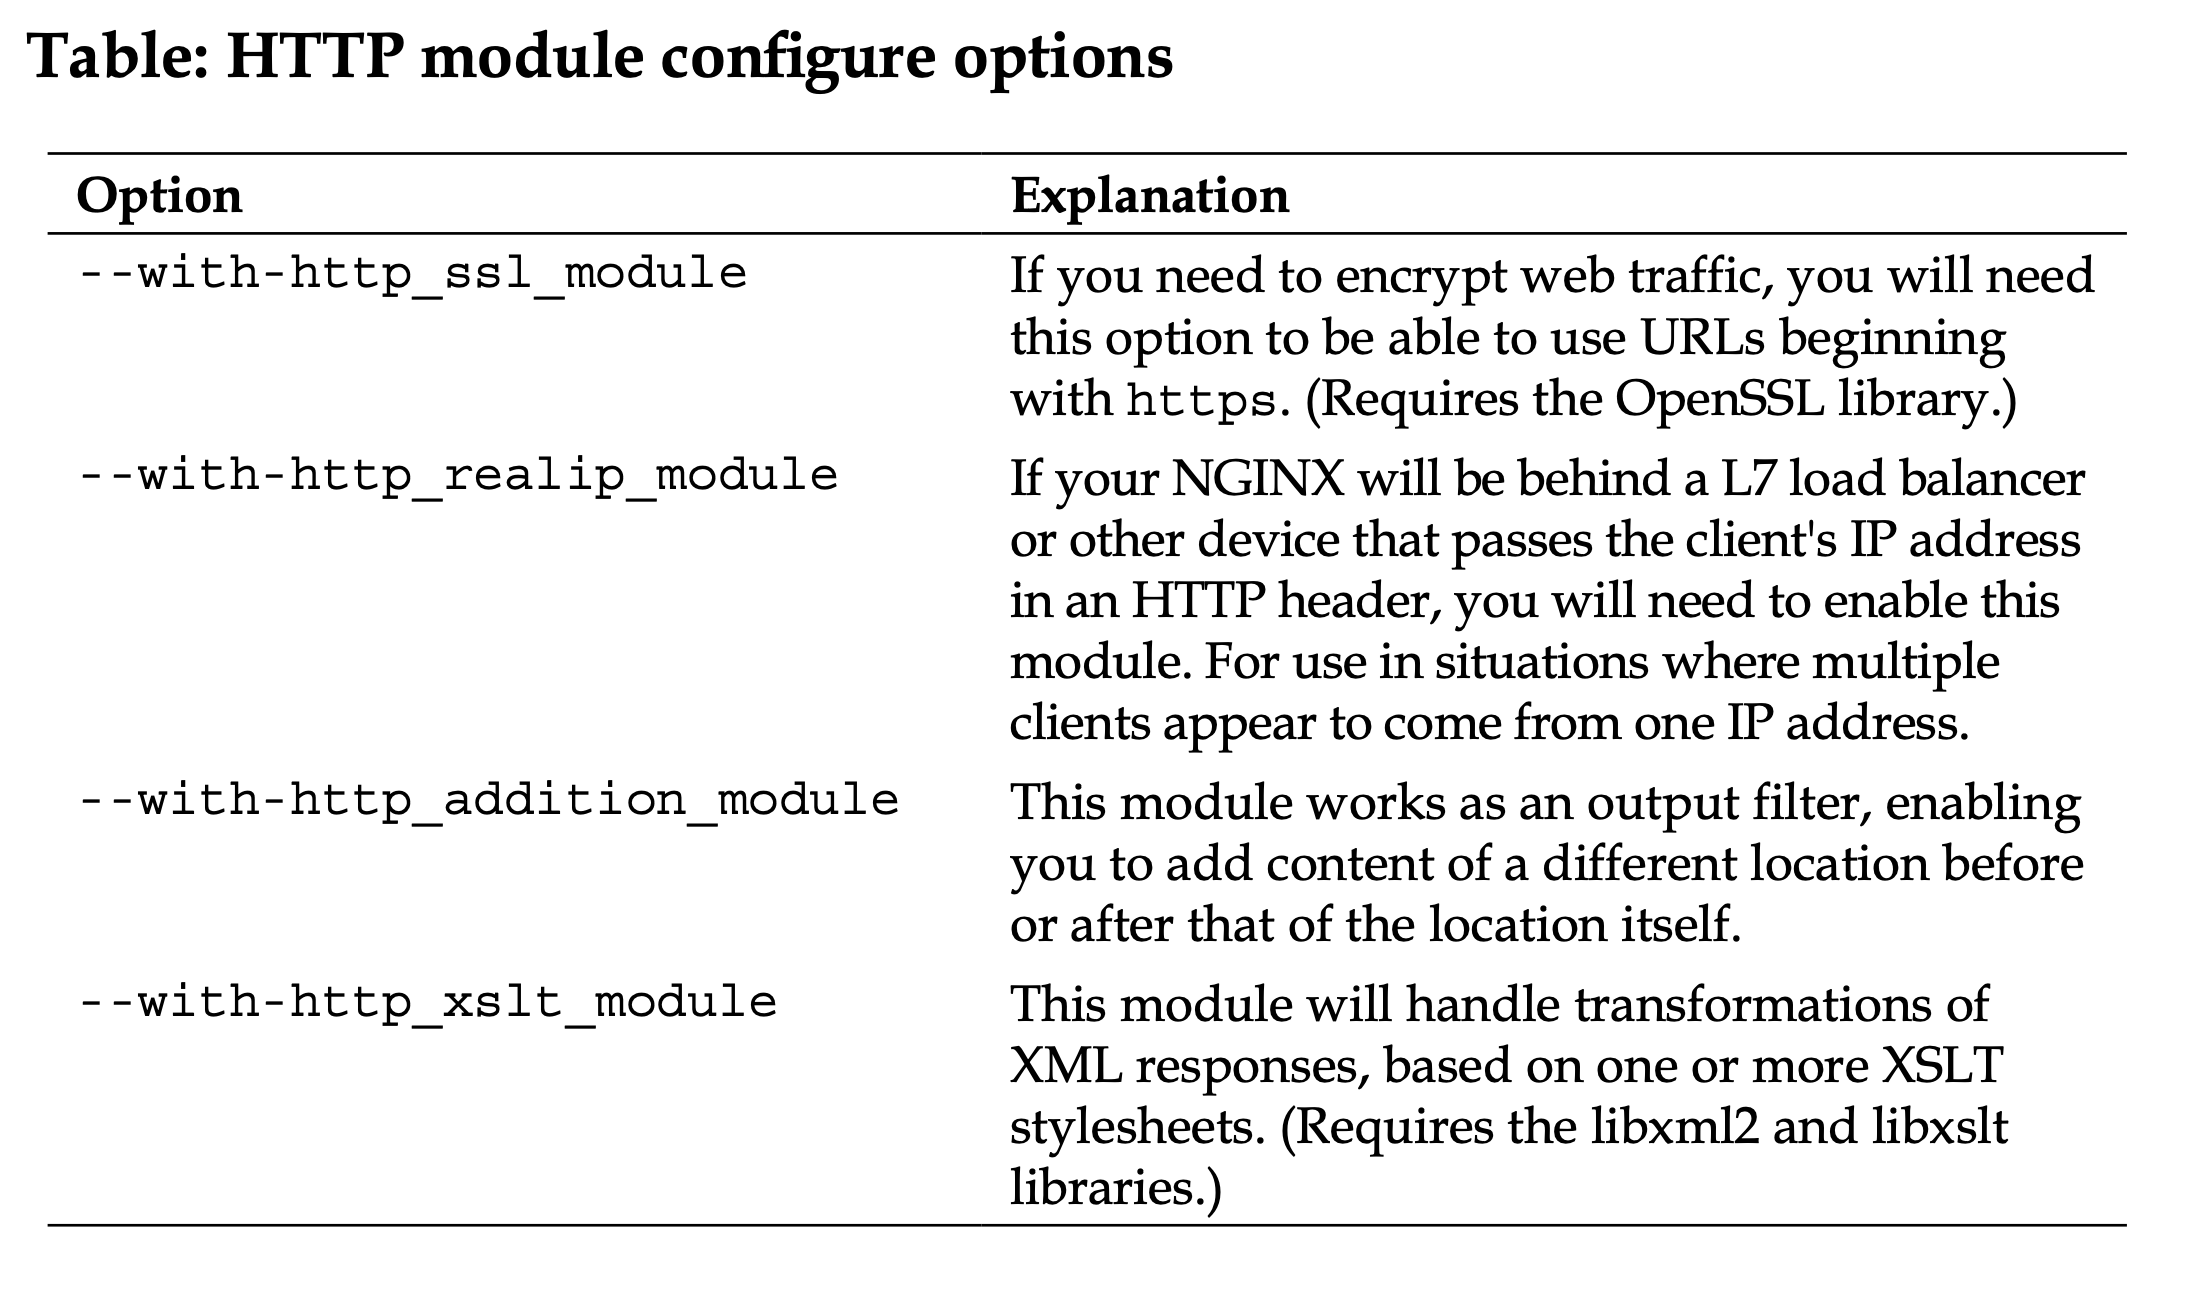 Table: HTTP module configure options
Option Explanation
--with-http_ssl_module If you need to encrypt web traffic, you will need
this option to be able to use URLs beginning
with https. (Requires the OpenSSL library.)
--with-http_realip_module If your NGINX will be behind a L7 load balancer
or other device that passes the client's IP address
in an HTTP header, you will need to enable this
module. For use in situations where multiple
clients appear to come from one IP address.
--with-http_addition_module This module works as an output filter, enabling
you to add content of a different location before
or after that of the location itself.
--with-http_xslt_module This module will handle transformations of
XML responses, based on one or more XSLT
stylesheets. (Requires the libxml2 and libxslt
libraries.)